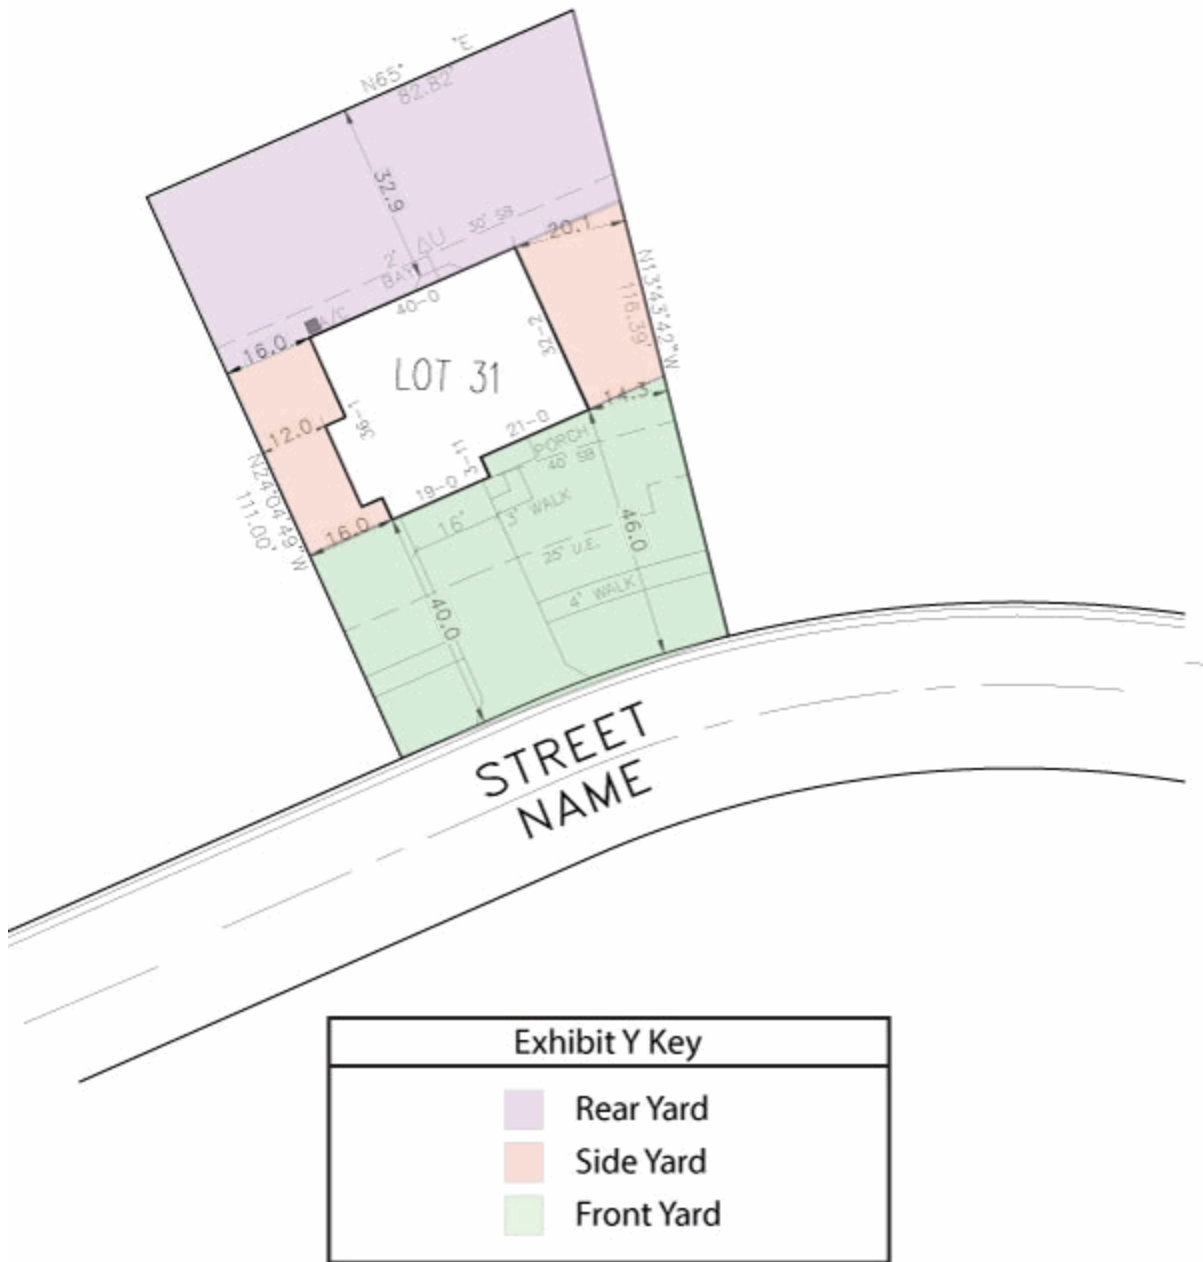 N65° 'E
82.82'
32.9
30' SB
2'
BAY
A/C
40-0
20.1
16.0
N13°43'42"W
116.39'
32-2
LOT 31
36-1
12.0
14.3
21-0
PORCH
40' SB
3-11
19-0
N24°04'49"W
111.00'
16.0
16'
3' WALK
46.0
25' U.E.
4' WALK
40.0
STREET
NAME
Exhibit Y Key
Rear Yard
Side Yard
Front Yard